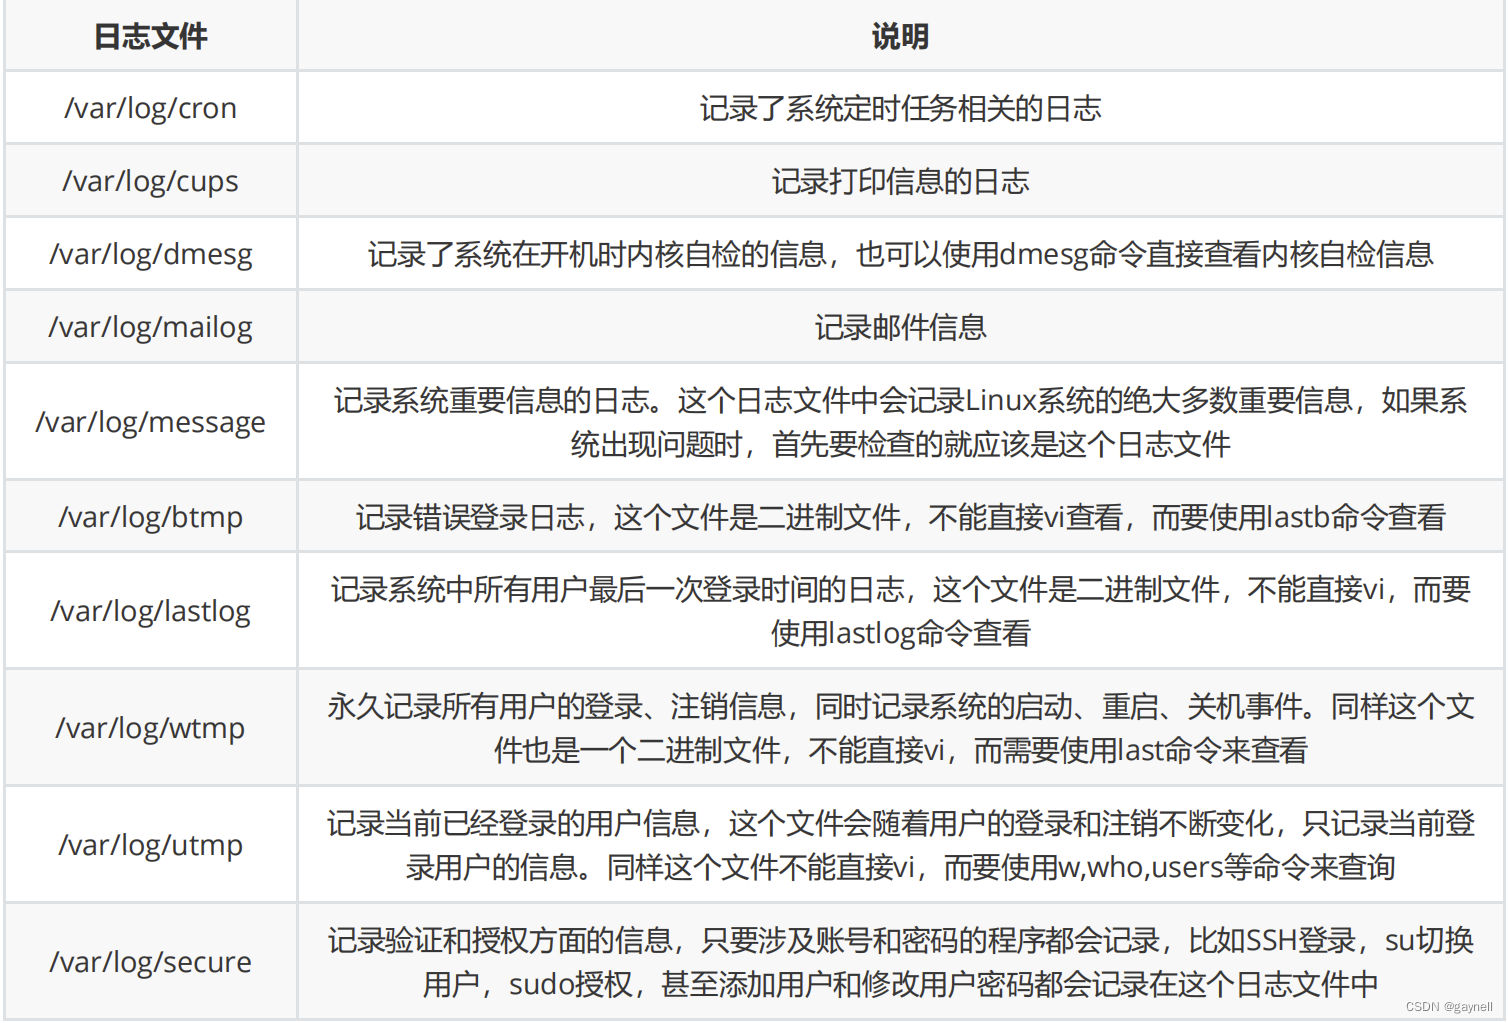 日志文件
说明
/var/log/cron
记录了系统定时任务相关的日志
/var/log/cups
记录打印信息的日志
/var/log/dmesg
记录了系统在开机时内核自检的信息，也可以使用dmesg命令直接查看内核自检信息
/var/log/mailog
记录邮件信息
/var/log/message
记录系统重要信息的日志。这个日志文件中会记录Linux系统的绝大多数重要信息，如果系
统出现问题时，首先要检查的就应该是这个日志文件
/var/log/btmp
记录错误登录日志，这个文件是二进制文件，不能直接vi查看，而要使用lastb命令查看
/var/log/lastlog
记录系统中所有用户最后一次登录时间的日志，这个文件是二进制文件，不能直接vi，而要
使用lastlog命令查看
/var/log/wtmp
永久记录所有用户的登录、注销信息，同时记录系统的启动、重启、关机事件。同样这个文
件也是一个二进制文件，不能直接vi，而需要使用last命令来查看
/var/log/utmp
记录当前已经登录的用户信息，这个文件会随着用户的登录和注销不断变化，只记录当前登
录用户的信息。同样这个文件不能直接vi，而要使用w,who,users等命令来查询
/var/log/secure
记录验证和授权方面的信息，只要涉及账号和密码的程序都会记录，比如SSH登录，su切换
用户，sudo授权，甚至添加用户和修改用户密码都会记录在这个日志文件中
CSDN @gaynell